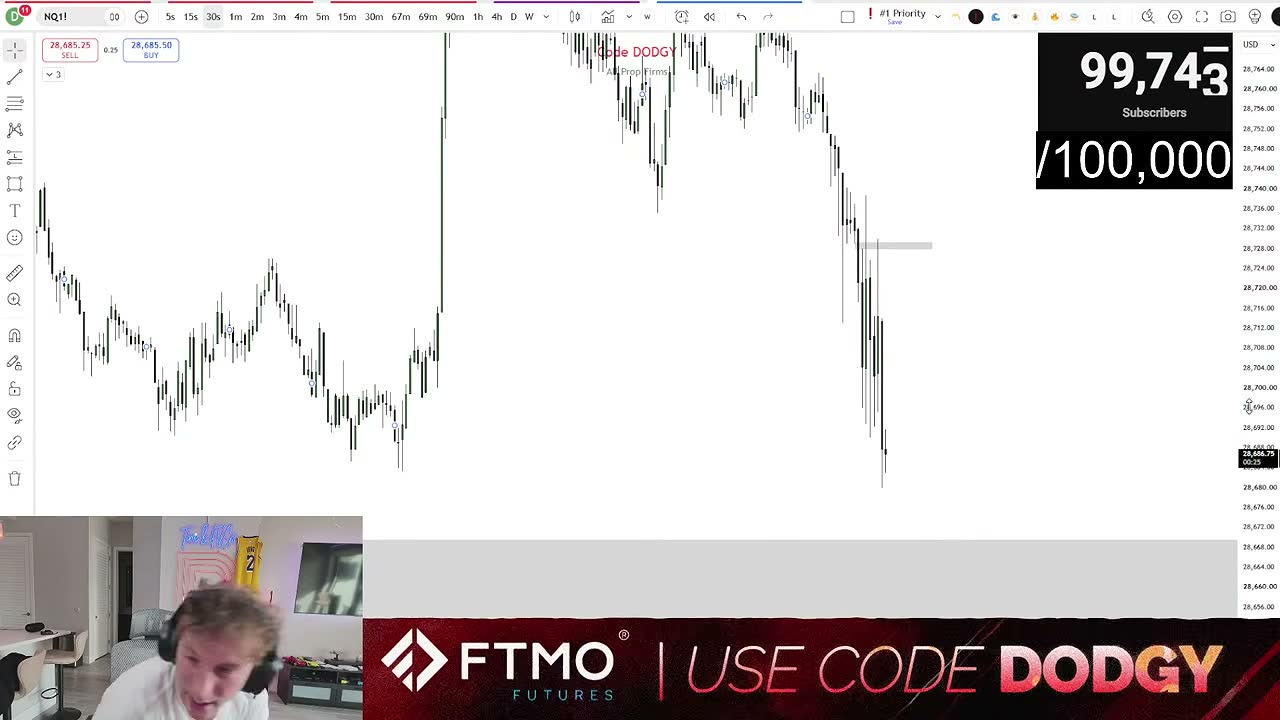 D 11 NQ1! 5s 15s 30s 1m 2m 3m 4m 5m 15m 30m 67m 69m 90m 1h 4h D W W #1 Priority L L
Save
28,685.25 0.25 28,685.50
SELL BUY
3
Code DODGY
All Prop Firms
USD
28,764.00
28,760.00
28,756.00
28,752.00
28,748.00
28,744.00
28,740.00
28,736.00
28,732.00
28,728.00
28,724.00
28,720.00
28,716.00
28,712.00
28,708.00
28,704.00
28,700.00
28,696.00
28,692.00
28,686.75
00:25
28,680.00
28,676.00
28,672.00
28,668.00
28,664.00
28,660.00
28,656.00
99,743
Subscribers
/100,000
2
FTMO®
FUTURES
USE CODE DODGY